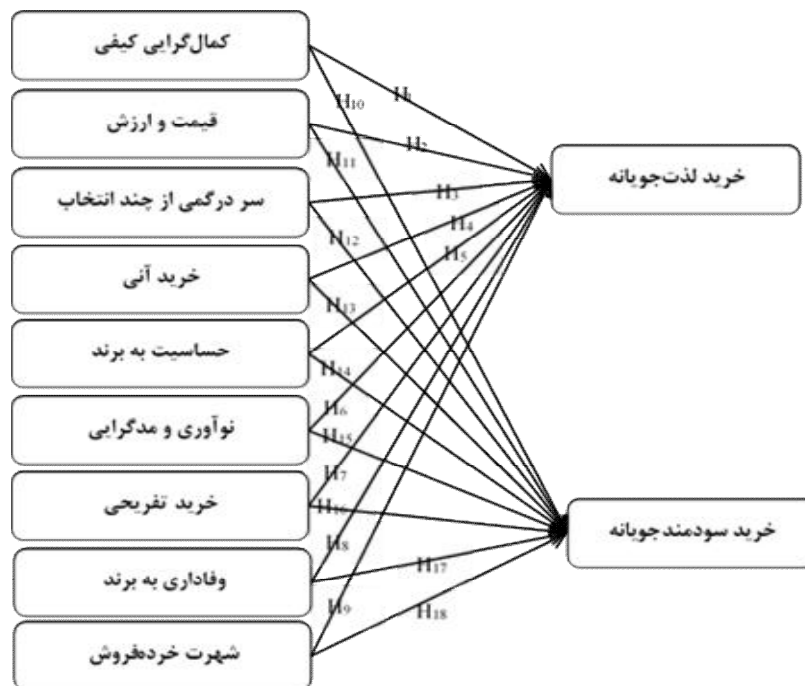 کمال‌گرایی کیفی
قیمت و ارزش
سر درگمی از چند انتخاب
خرید آنی
حساسیت به برند
نوآوری و مدگرایی
خرید تفریحی
وفاداری به برند
شهرت خرده‌فروش
H1
H10
H2
H11
H3
H12
H4
H5
H13
H14
H6
H15
H7
H16
H8
H17
H9
H18
خرید لذت‌جویانه
خرید سودمندجویانه